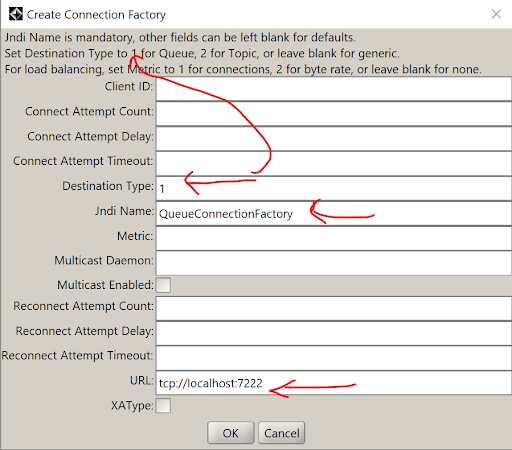 Create Connection Factory
Jndi Name is mandatory, other fields can be left blank for defaults.
Set Destination Type to 1 for Queue, 2 for Topic, or leave blank for generic.
For load balancing, set Metric to 1 for connections, 2 for byte rate, or leave blank for none.
Client ID:
Connect Attempt Count:
Connect Attempt Delay:
Connect Attempt Timeout:
Destination Type: 1
Jndi Name: QueueConnectionFactory
Metric:
Multicast Daemon:
Multicast Enabled:
Reconnect Attempt Count:
Reconnect Attempt Delay:
Reconnect Attempt Timeout:
URL: tcp://localhost:7222
XAType:
OK Cancel